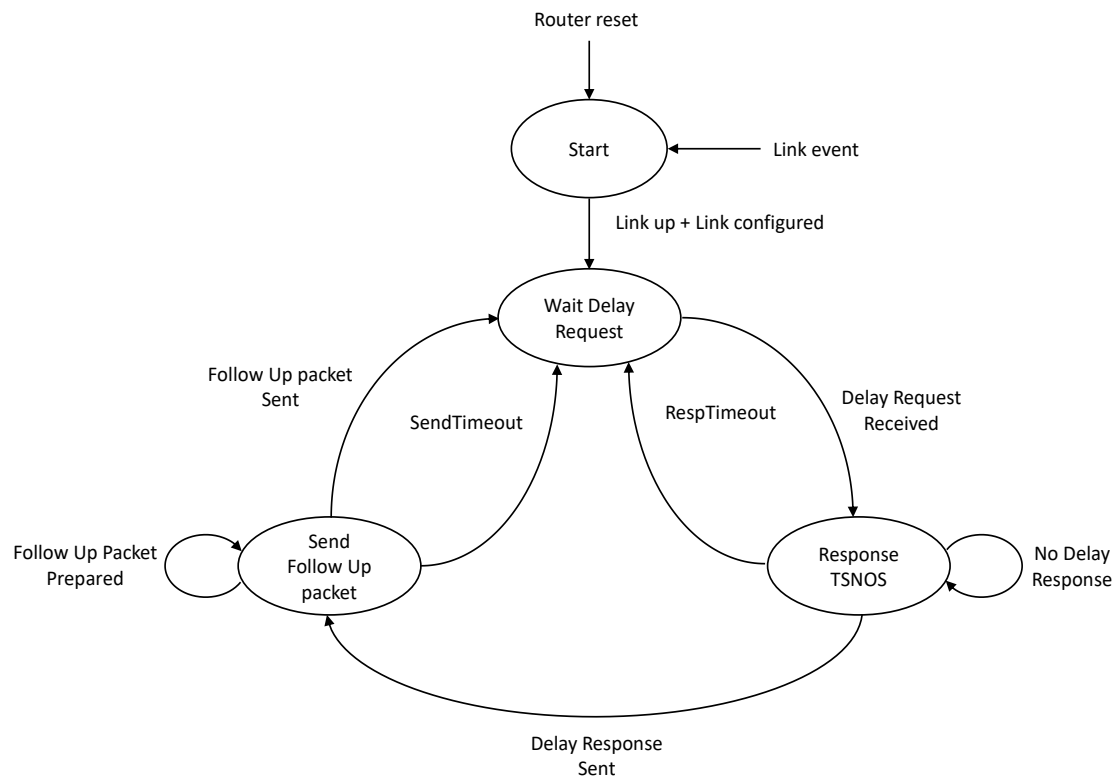 Router reset
Start
Link event
Link up + Link configured
Wait Delay
Request
Follow Up packet
Sent
SendTimeout
RespTimeout
Delay Request
Received
Follow Up Packet
Prepared
Send
Follow Up
packet
Response
TSNOS
No Delay
Response
Delay Response
Sent